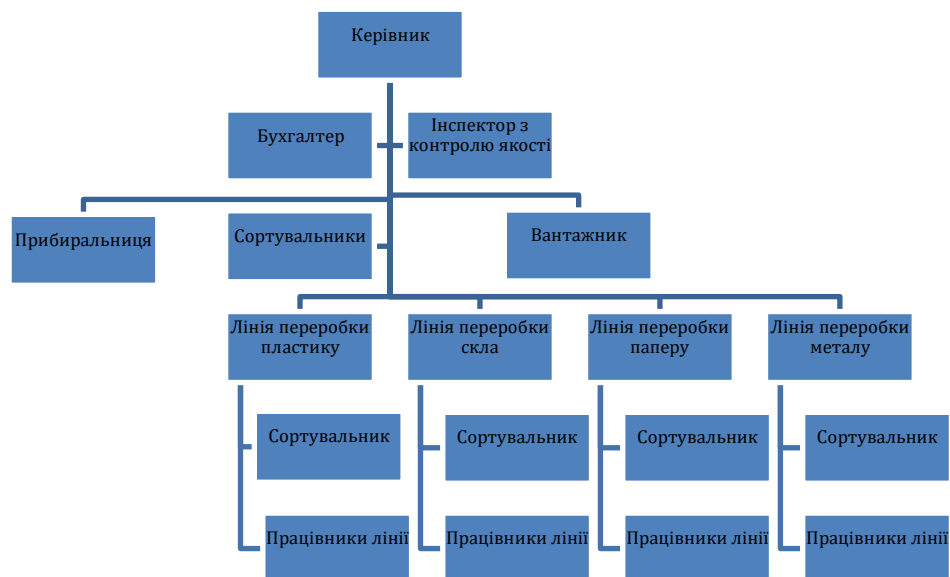 Керівник
Бухгалтер
Інспектор з
контролю якості
Прибиральниця
Сортувальники
Вантажник
Лінія переробки
пластику
Лінія переробки
скла
Лінія переробки
паперу
Лінія переробки
металу
Сортувальник
Сортувальник
Сортувальник
Сортувальник
Працівники лінії
Працівники лінії
Працівники лінії
Працівники лінії